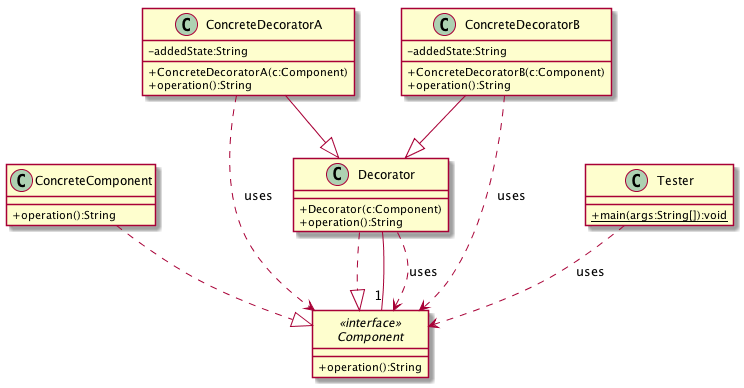 C ConcreteDecoratorA
-addedState:String
+ConcreteDecoratorA(c:Component)
+operation():String
C ConcreteDecoratorB
-addedState:String
+ConcreteDecoratorB(c:Component)
+operation():String
C ConcreteComponent
+operation():String
uses
C Decorator
+Decorator(c:Component)
+operation():String
uses
C Tester
+main(args:String[]):void
uses
uses
1
«interface»
Component
+operation():String